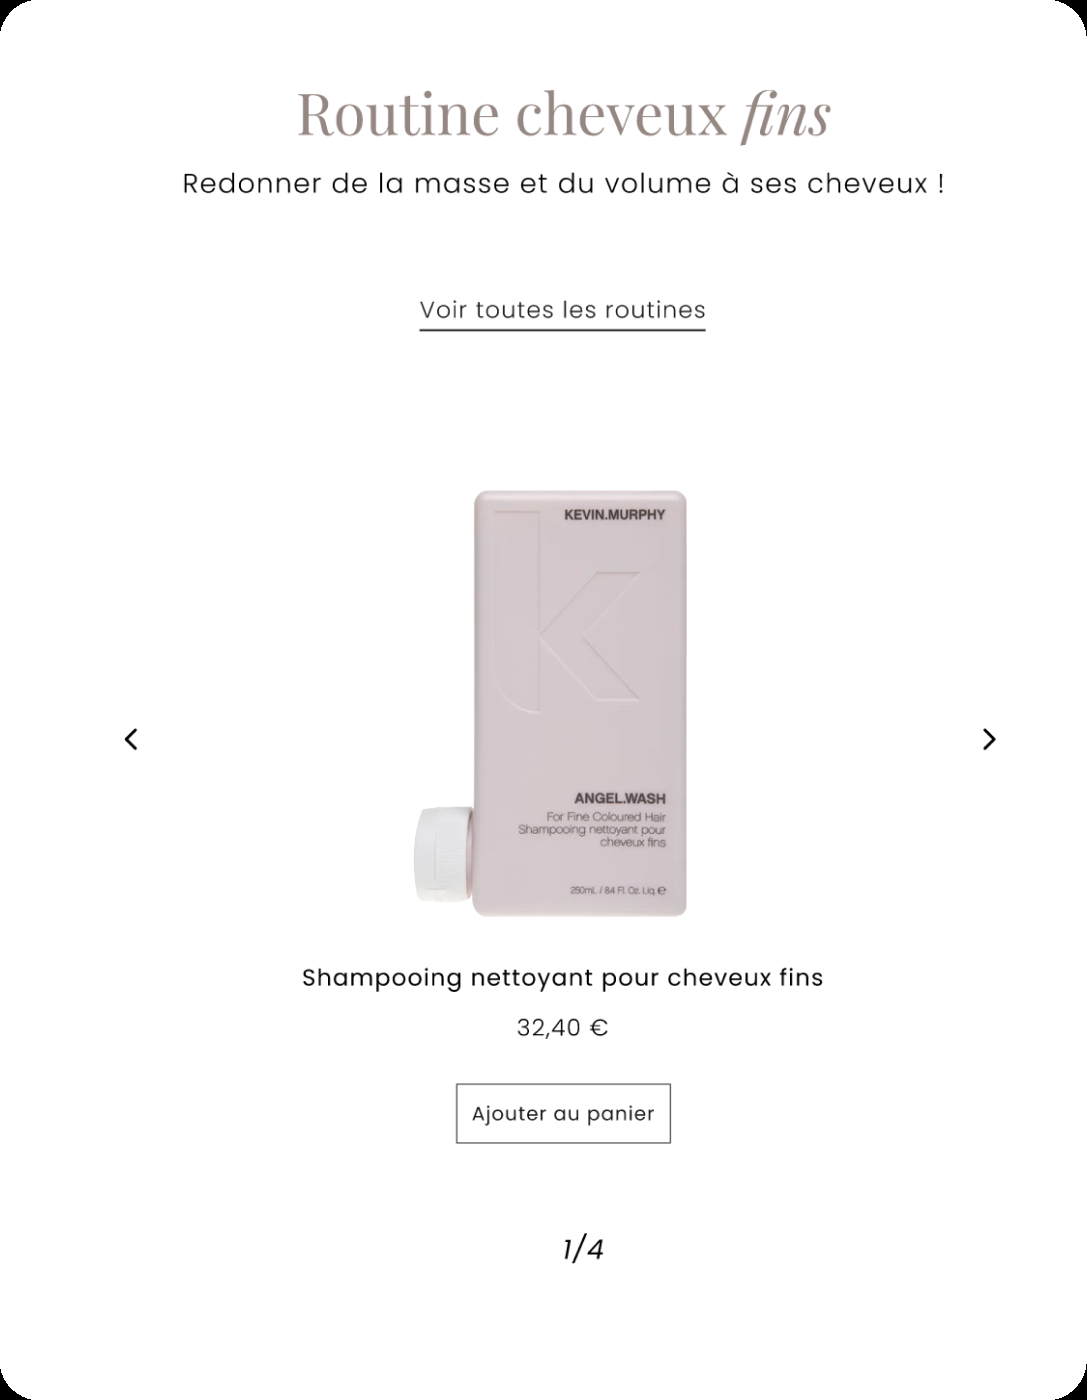 Routine cheveux fins
Redonner de la masse et du volume à ses cheveux !
Voir toutes les routines
KEVIN.MURPHY
ANGEL.WASH
For Fine Coloured Hair
Shampooing nettoyant pour
cheveux fins
250mL / 8.4 Fl. Oz. Liq. ℮
Shampooing nettoyant pour cheveux fins
32,40 €
Ajouter au panier
1/4